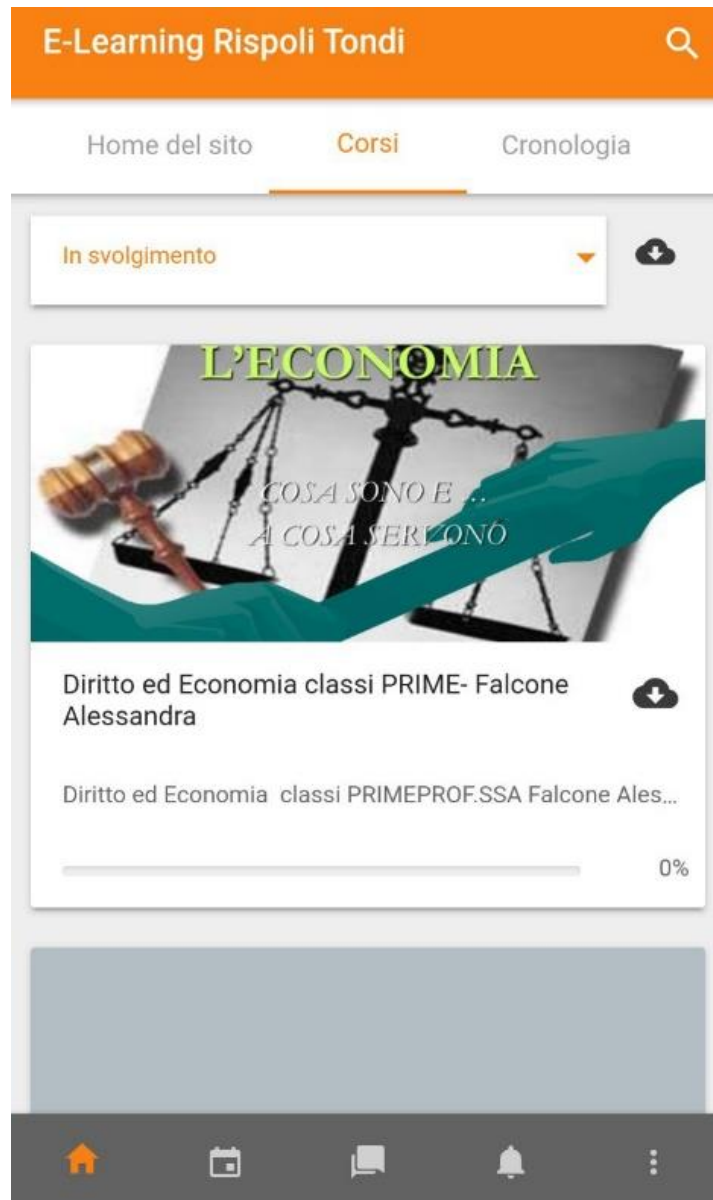 E-Learning Rispoli Tondi
Home del sito Corsi Cronologia
In svolgimento
L'ECONOMIA
COSA SONO E ...
A COSA SERVONO
Diritto ed Economia classi PRIME- Falcone
Alessandra
Diritto ed Economia classi PRIMEPROF.SSA Falcone Ales...
0%